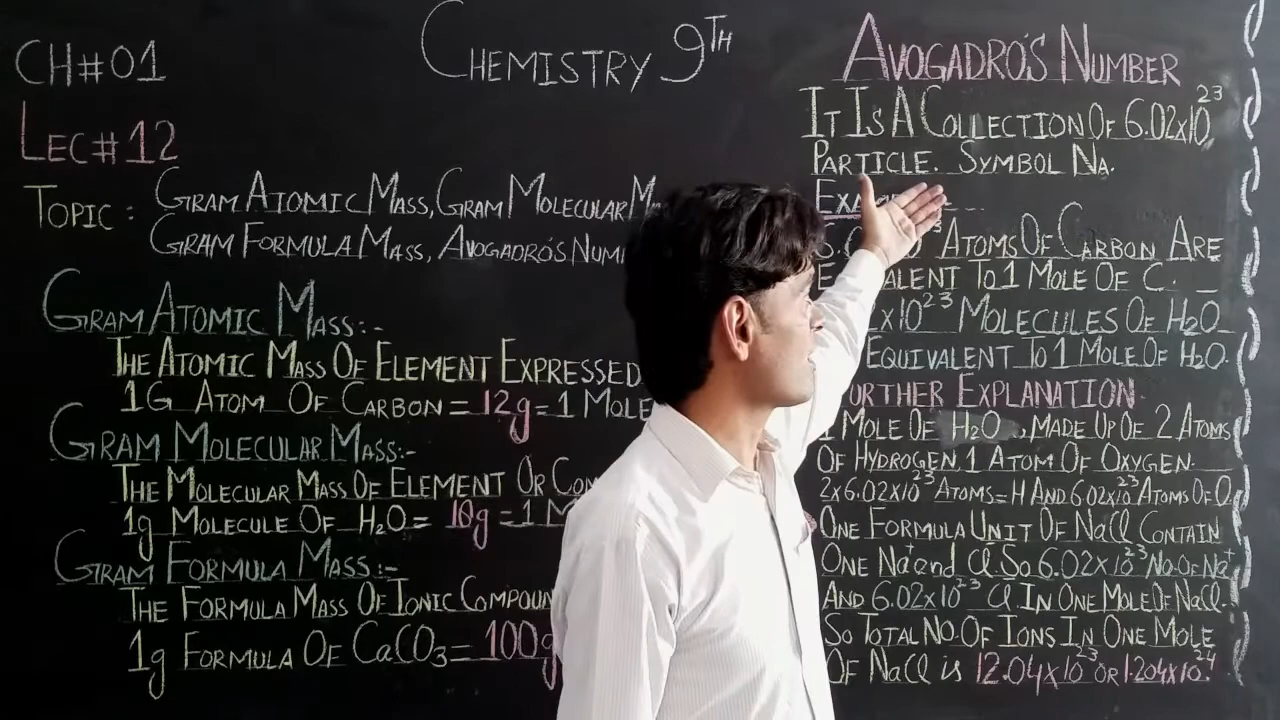 CHEMISTRY 9TH
CH#01
LEC#12
TOPIC: GRAM ATOMIC MASS, GRAM MOLECULAR M
GRAM FORMULA MASS, AVOGADRO'S NUM
GRAM ATOMIC MASS:-
THE ATOMIC MASS OF ELEMENT EXPRESSED
1G ATOM OF CARBON = 12g = 1 MOLE
GRAM MOLECULAR MASS:-
THE MOLECULAR MASS OF ELEMENT OR COM
1g MOLECULE OF H2O = 18g = 1 M
GRAM FORMULA MASS:-
THE FORMULA MASS OF IONIC COMPOUN
1g FORMULA OF CaCO3 = 100g
AVOGADRO'S NUMBER
IT IS A COLLECTION OF 6.02x10^23
PARTICLE. SYMBOL NA.
EXA
ATOMS OF CARBON ARE
ALENT TO 1 MOLE OF C.
x10^23 MOLECULES OF H2O
EQUIVALENT TO 1 MOLE OF H2O.
URTHER EXPLANATION.
1 MOLE OF H2O, MADE UP OF 2 ATOMS
OF HYDROGEN, 1 ATOM OF OXYGEN.
2x6.02x10^23 ATOMS = H AND 6.02x10^23 ATOMS OF O.
ONE FORMULA UNIT OF NaCl CONTAIN
ONE Na+ and Cl. SO 6.02x10^23 NO. OF Na+
AND 6.02x10^23 Cl IN ONE MOLE OF NaCl.
SO TOTAL NO. OF IONS IN ONE MOLE
OF NaCl is 12.04x10^23 OR 1.204x10^24.